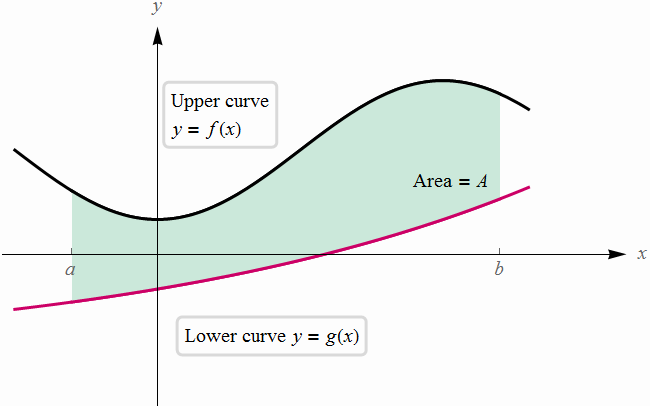 y
Upper curve
y = f(x)
Area = A
x
a
b
Lower curve y = g(x)